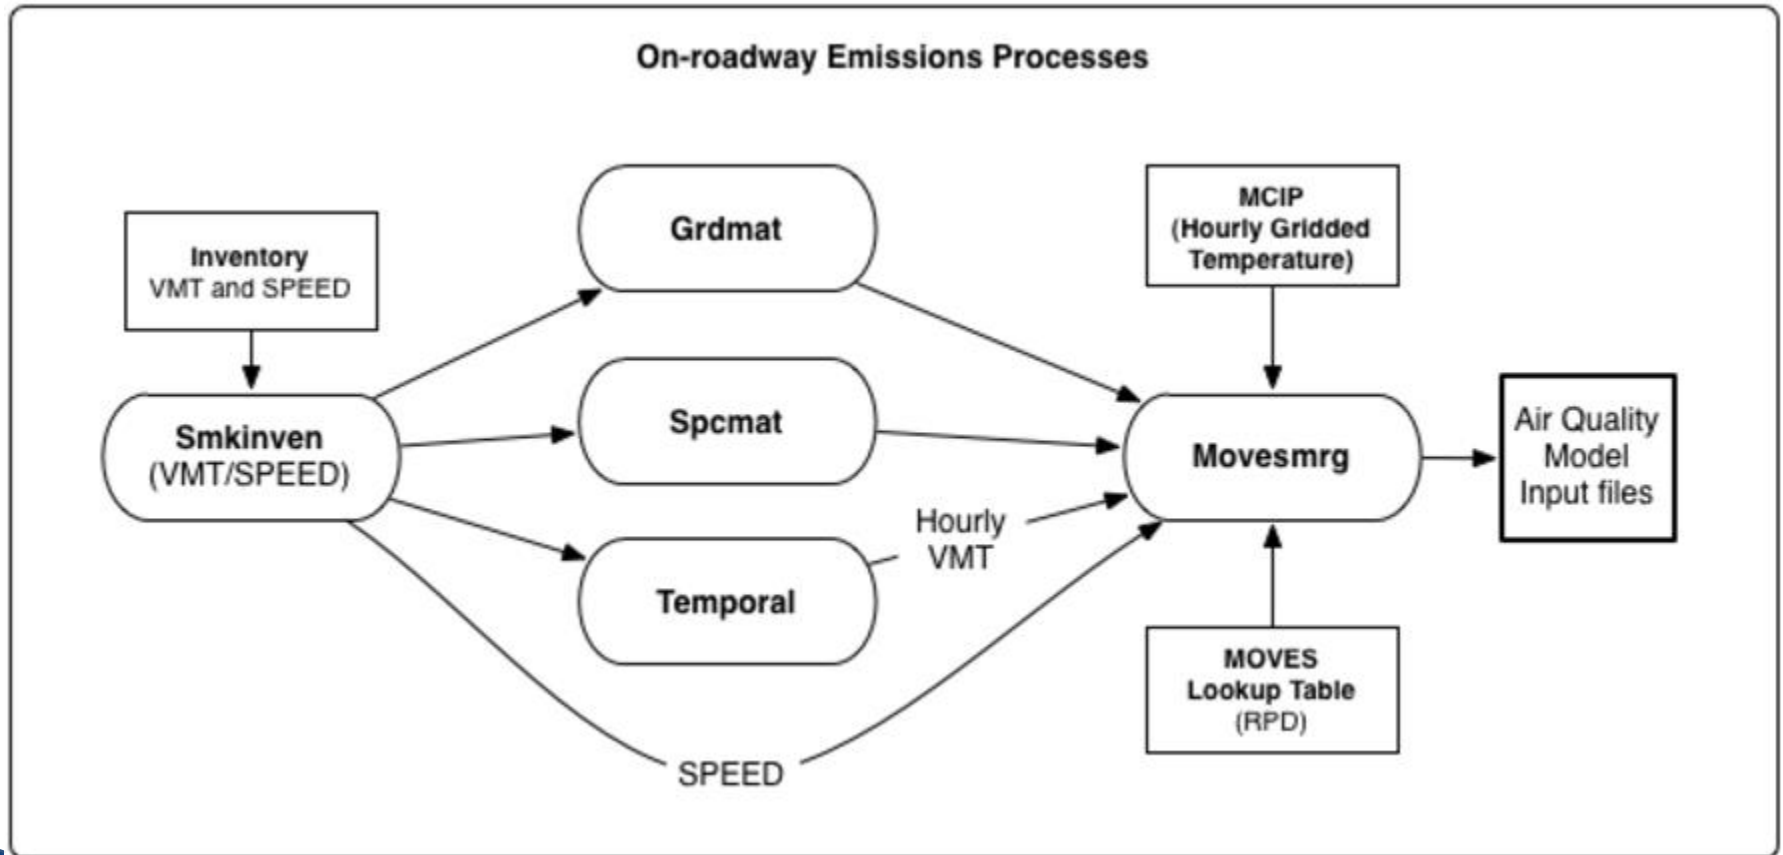 On-roadway Emissions Processes
Inventory
VMT and SPEED
Smkinven
(VMT/SPEED)
Grdmat
Spcmat
Temporal
Hourly
VMT
SPEED
MCIP
(Hourly Gridded
Temperature)
Movesmrg
MOVES
Lookup Table
(RPD)
Air Quality
Model
Input files